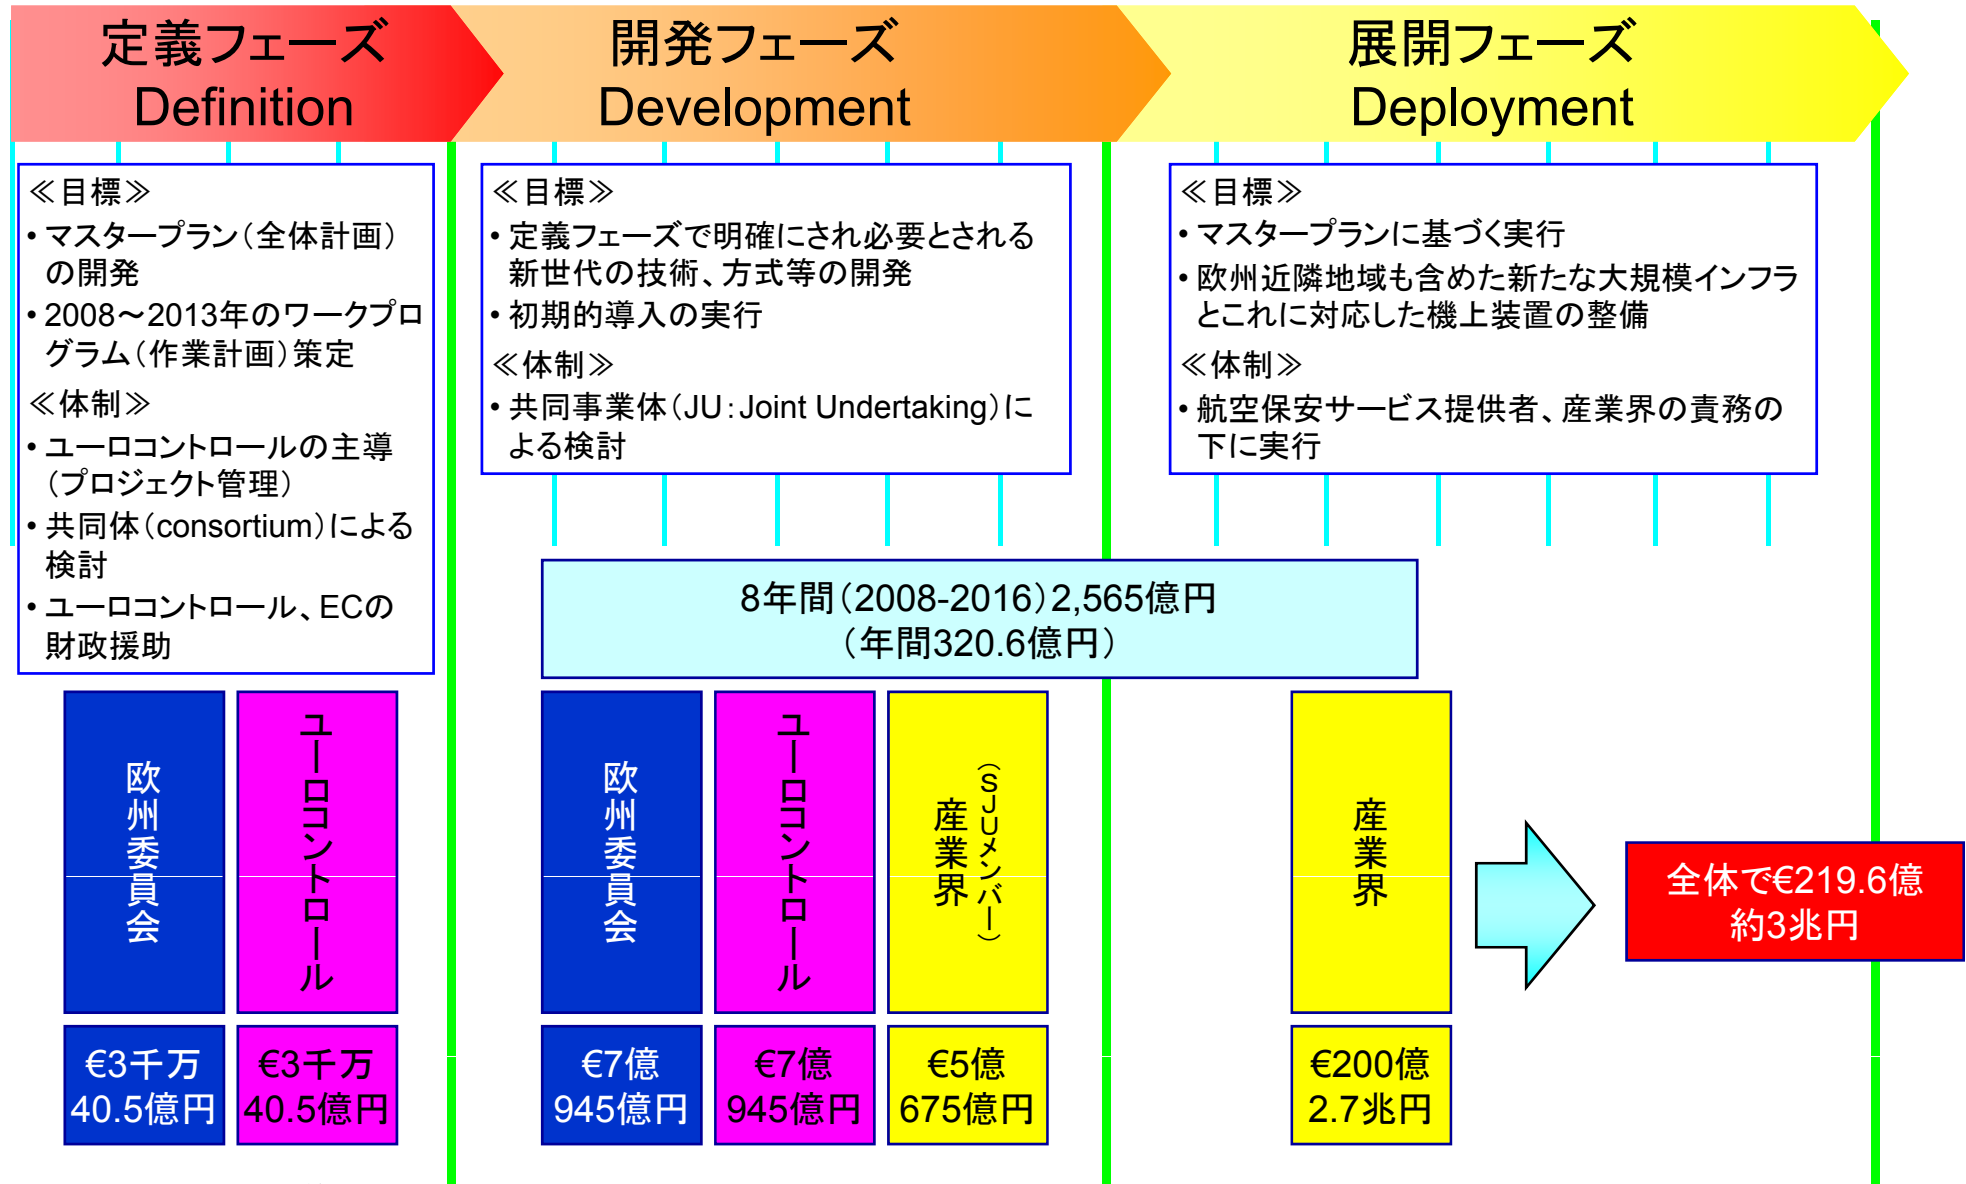 定義フェーズ
Definition
開発フェーズ
Development
展開フェーズ
Deployment
≪目標≫
• マスタープラン（全体計画）
の開発
• 2008～2013年のワークプロ
グラム（作業計画）策定
≪体制≫
• ユーロコントロールの主導
（プロジェクト管理）
• 共同体（consortium）による
検討
• ユーロコントロール、ECの
財政援助
≪目標≫
• 定義フェーズで明確にされ必要とされる
新世代の技術、方式等の開発
• 初期的導入の実行
≪体制≫
• 共同事業体（JU：Joint Undertaking）に
よる検討
≪目標≫
• マスタープランに基づく実行
• 欧州近隣地域も含めた新たな大規模インフラ
とこれに対応した機上装置の整備
≪体制≫
• 航空保安サービス提供者、産業界の責務の
下に実行
8年間（2008-2016）2,565億円
（年間320.6億円）
欧州委員会
ユーロコントロール
欧州委員会
ユーロコントロール
（SJUメンバー）
産業界
産業界
全体で€219.6億
約3兆円
€3千万
40.5億円
€3千万
40.5億円
€7億
945億円
€7億
945億円
€5億
675億円
€200億
2.7兆円